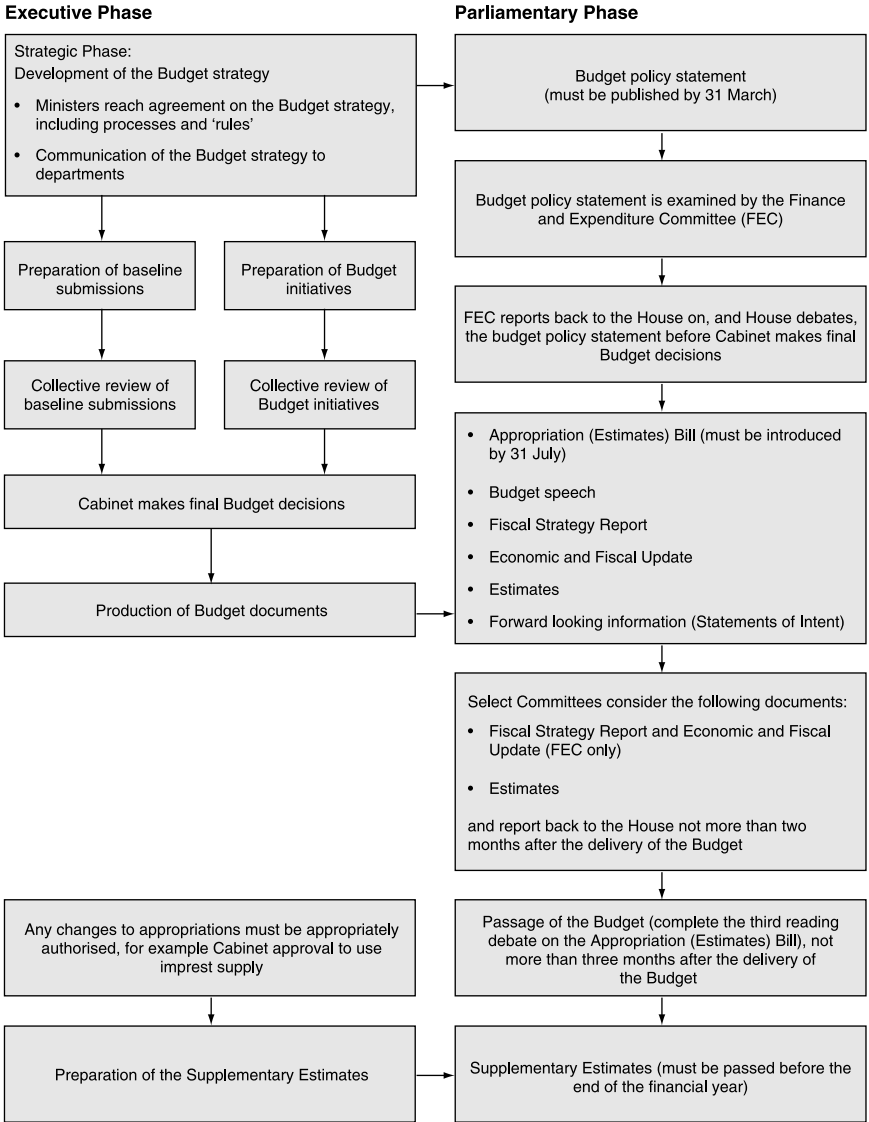 Executive Phase
Strategic Phase:
Development of the Budget strategy
• Ministers reach agreement on the Budget strategy,
including processes and ‘rules’
• Communication of the Budget strategy to
departments
Preparation of baseline
submissions
Preparation of Budget
initiatives
Collective review of
baseline submissions
Collective review of
Budget initiatives
Cabinet makes final Budget decisions
Production of Budget documents
Any changes to appropriations must be appropriately
authorised, for example Cabinet approval to use
imprest supply
Preparation of the Supplementary Estimates
Parliamentary Phase
Budget policy statement
(must be published by 31 March)
Budget policy statement is examined by the Finance
and Expenditure Committee (FEC)
FEC reports back to the House on, and House debates,
the budget policy statement before Cabinet makes final
Budget decisions
• Appropriation (Estimates) Bill (must be introduced
by 31 July)
• Budget speech
• Fiscal Strategy Report
• Economic and Fiscal Update
• Estimates
• Forward looking information (Statements of Intent)
Select Committees consider the following documents:
• Fiscal Strategy Report and Economic and Fiscal
Update (FEC only)
• Estimates
and report back to the House not more than two
months after the delivery of the Budget
Passage of the Budget (complete the third reading
debate on the Appropriation (Estimates) Bill), not
more than three months after the delivery of
the Budget
Supplementary Estimates (must be passed before the
end of the financial year)